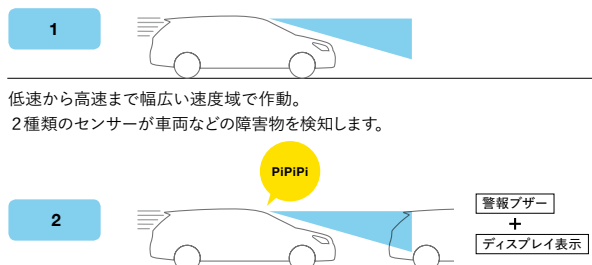 1
低速から高速まで幅広い速度域で作動。
2種類のセンサーが車両などの障害物を検知します。
PiPiPi
2
警報ブザー
+
ディスプレイ表示